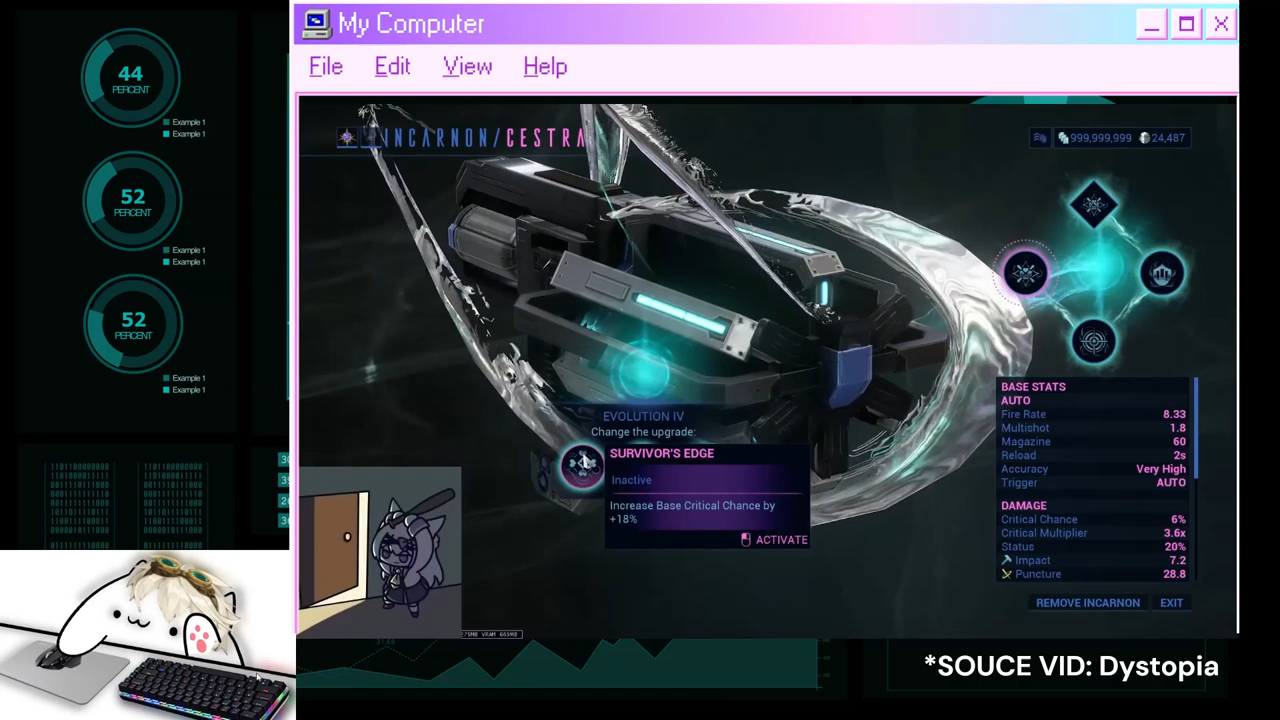 My Computer
File Edit View Help
44
PERCENT
Example 1
Example 1
52
PERCENT
Example 1
Example 1
52
PERCENT
Example 1
Example 1
INCARNON/CESTRA
999,999,999 24,487
EVOLUTION IV
Change the upgrade:
SURVIVOR'S EDGE
Inactive
Increase Base Critical Chance by
+18%
ACTIVATE
BASE STATS
AUTO
Fire Rate 8.33
Multishot 1.8
Magazine 60
Reload 2s
Accuracy Very High
Trigger AUTO
DAMAGE
Critical Chance 6%
Critical Multiplier 3.6x
Status 20%
Impact 7.2
Puncture 28.8
REMOVE INCARNON EXIT
*SOUCE VID: Dystopia